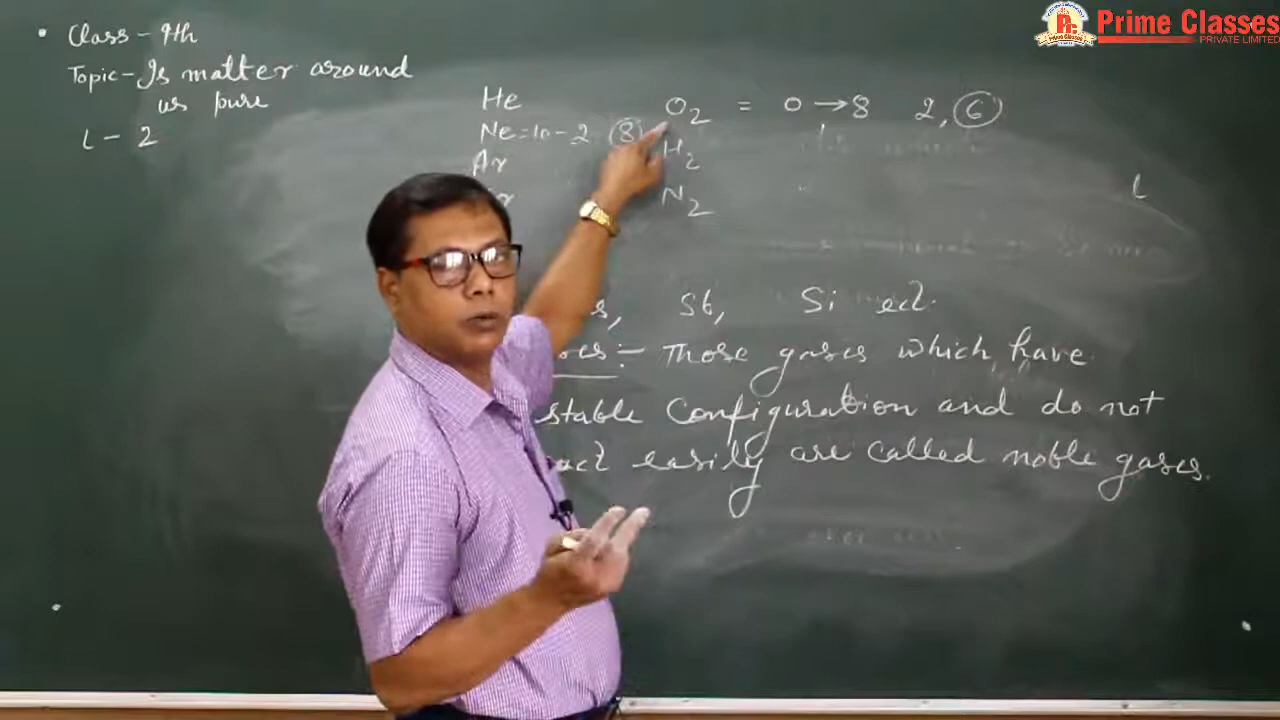 Prime Classes
PRIVATE LIMITED
Class - 9th
Topic - Is matter around
us pure
L - 2
He
Ne = 10 - 2 (8)
Ar
O2 = O → 8 2, 6
H2
N2
L
Sb, Si ect.
:- Those gases which have
stable Configuration and do not
easily are called noble gases.